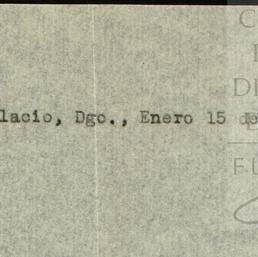 lacio, Dgo., Enero 15 de